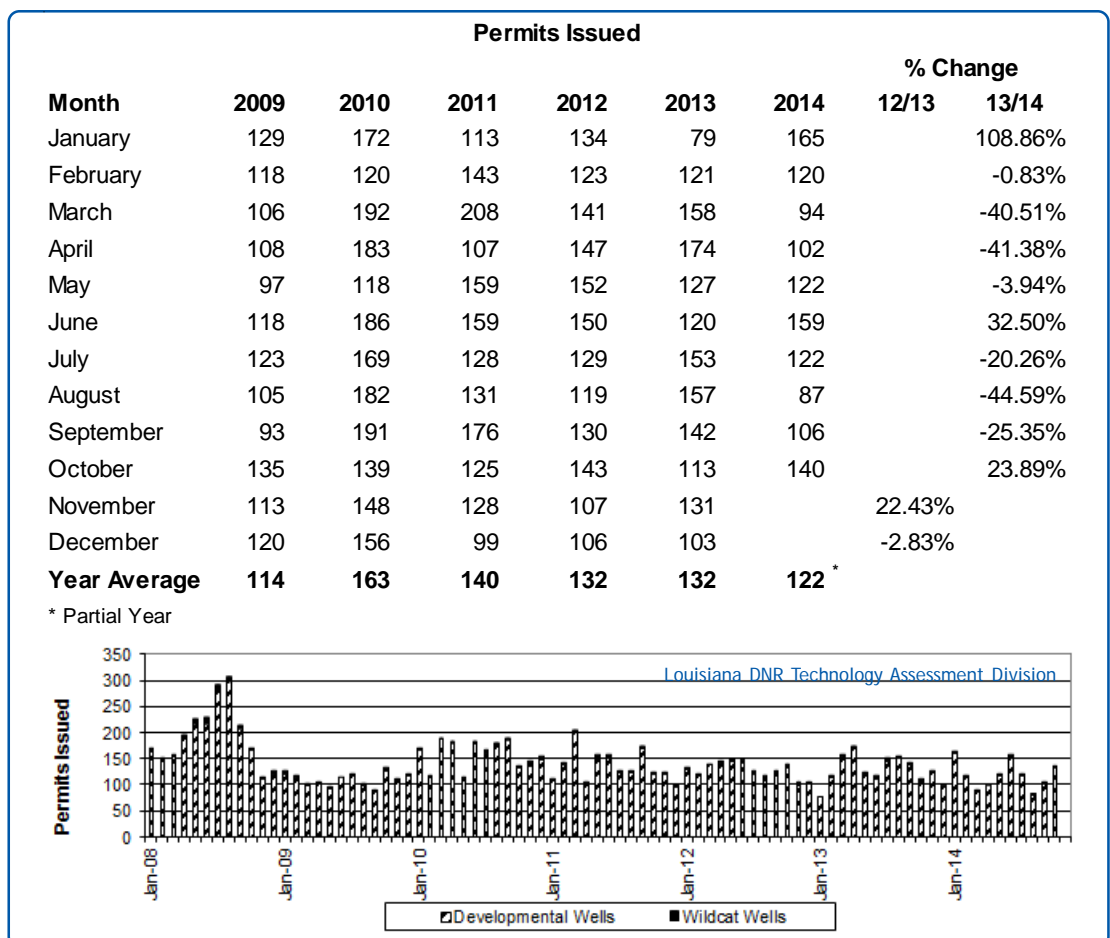 Permits Issued
% Change
Month 2009 2010 2011 2012 2013 2014 12/13 13/14
January 129 172 113 134 79 165 108.86%
February 118 120 143 123 121 120 -0.83%
March 106 192 208 141 158 94 -40.51%
April 108 183 107 147 174 102 -41.38%
May 97 118 159 152 127 122 -3.94%
June 118 186 159 150 120 159 32.50%
July 123 169 128 129 153 122 -20.26%
August 105 182 131 119 157 87 -44.59%
September 93 191 176 130 142 106 -25.35%
October 135 139 125 143 113 140 23.89%
November 113 148 128 107 131 22.43%
December 120 156 99 106 103 -2.83%
Year Average 114 163 140 132 132 122 *
* Partial Year
Louisiana DNR Technology Assessment Division
Permits Issued
350
300
250
200
150
100
50
0
Jan-08 Jan-09 Jan-10 Jan-11 Jan-12 Jan-13 Jan-14
Developmental Wells Wildcat Wells